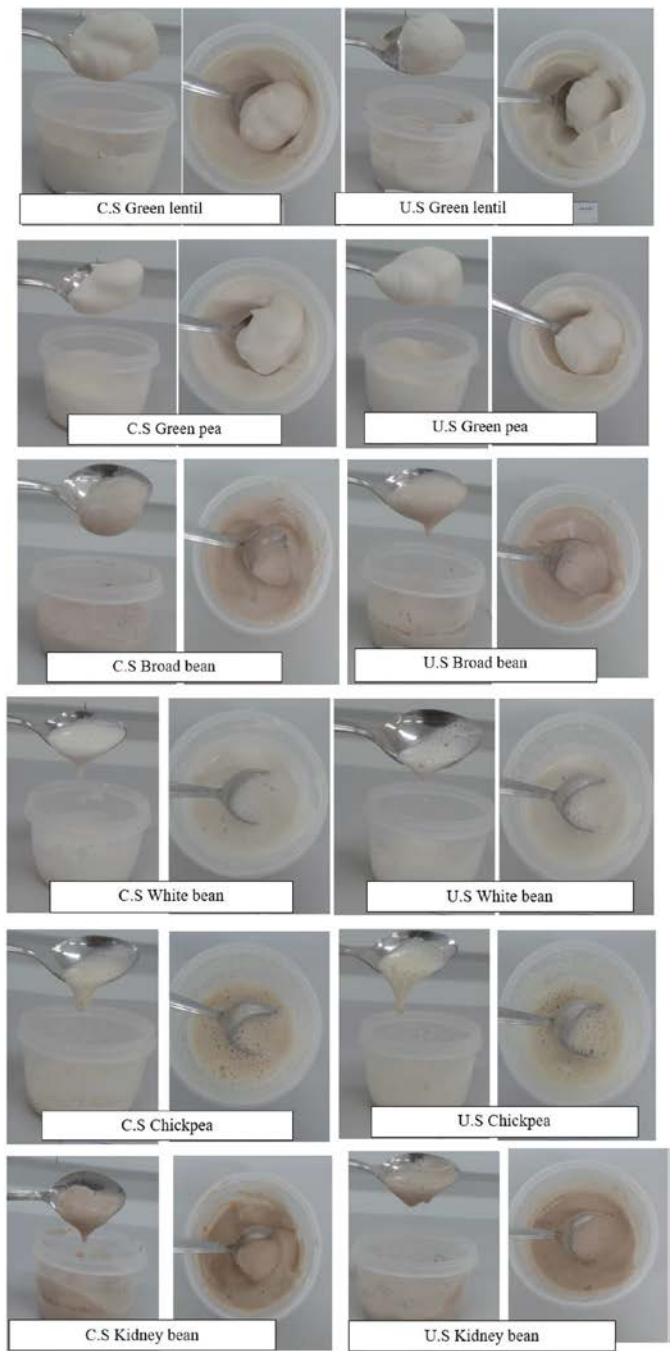 C.S Green lentil
U.S Green lentil
C.S Green pea
U.S Green pea
C.S Broad bean
U.S Broad bean
C.S White bean
U.S White bean
C.S Chickpea
U.S Chickpea
C.S Kidney bean
U.S Kidney bean